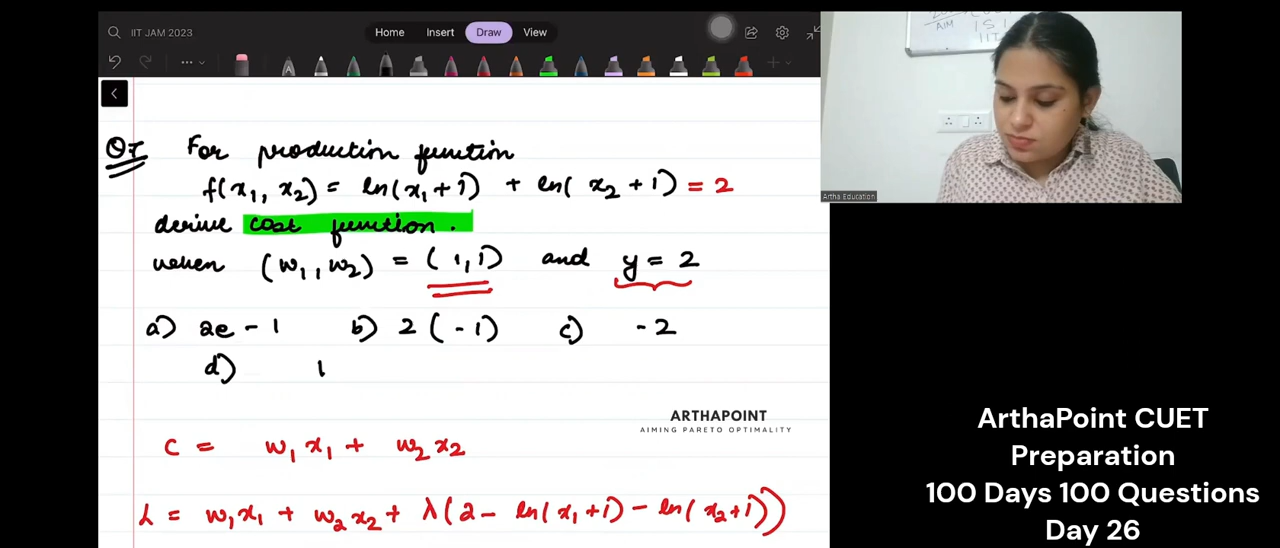 IIT JAM 2023
Home Insert Draw View
AIM ISI
Q7 For production function
f(x₁, x₂) = ln(x₁ + 1) + ln(x₂ + 1) = 2
derive cost function.
when (w₁, w₂) = (1, 1) and y = 2
a) 2e - 1 b) 2(-1) c) -2
d) 1
Artha Education
ARTHAPOINT
AIMING PARETO OPTIMALITY
C = w₁x₁ + w₂x₂
L = w₁x₁ + w₂x₂ + λ(2 - ln(x₁+1) - ln(x₂+1))
ArthaPoint CUET
Preparation
100 Days 100 Questions
Day 26